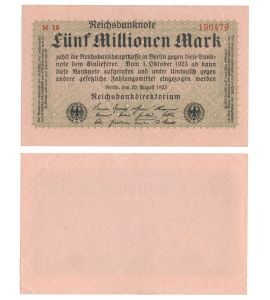 Reichsbanknote
M 15
196479
Fünf Millionen Mark
zahlt die Reichsbankhauptkasse in Berlin gegen diese Bank-
note dem Einlieferer. Vom 1. Oktober 1923 ab kann
diese Banknote aufgerufen und unter Umtausch gegen
andere gesetzliche Zahlungsmittel eingezogen werden
Berlin, den 20. August 1923
Reichsbankdirektorium